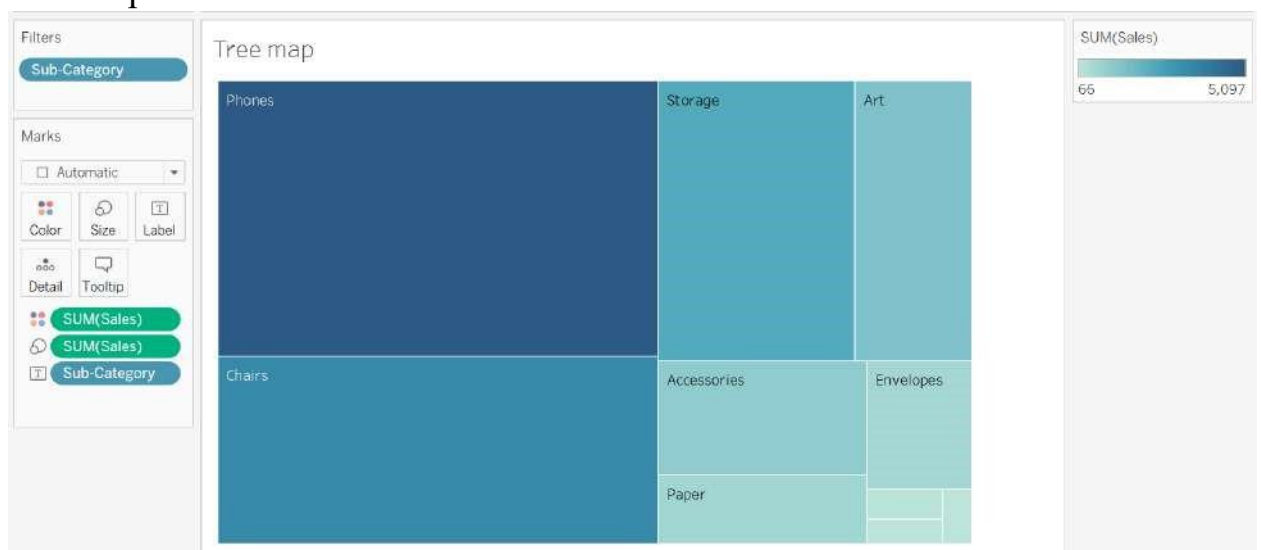 Filters
Sub-Category
Marks
Automatic
Color Size Label
Detail Tooltip
SUM(Sales)
SUM(Sales)
Sub-Category
Tree map
Phones
Storage
Art
Chairs
Accessories
Envelopes
Paper
SUM(Sales)
66 5,097